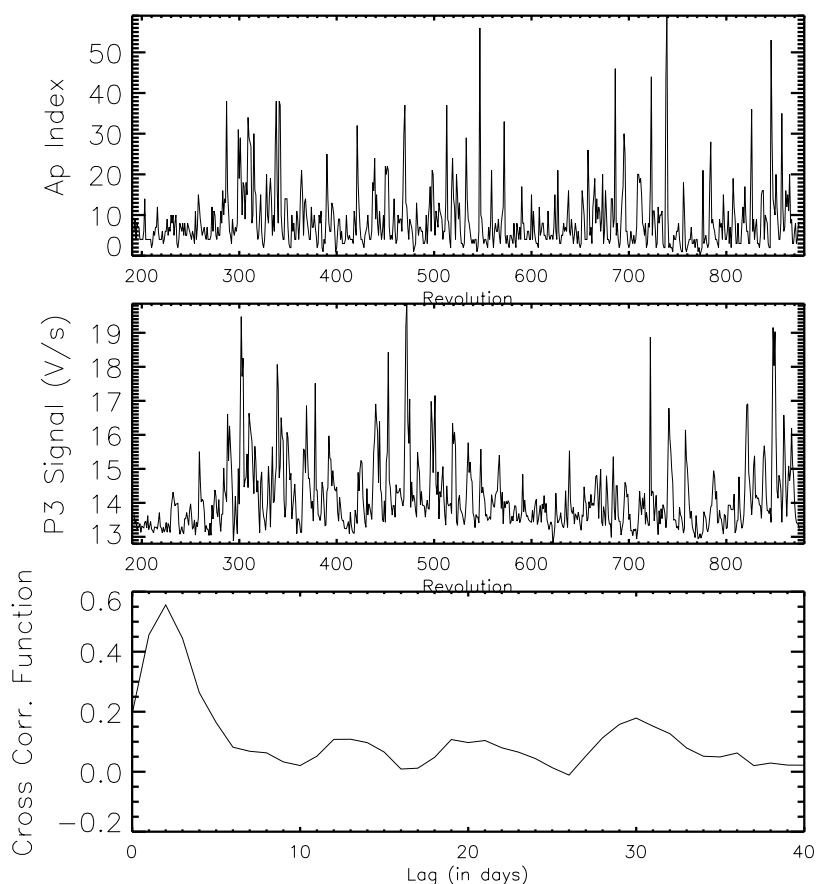 Ap Index
50
40
30
20
10
0
200 300 400 500 600 700 800
Revolution
P3 Signal (V/s)
19
18
17
16
15
14
13
200 300 400 500 600 700 800
Revolution
Cross Corr. Function
0.6
0.4
0.2
0.0
−0.2
0 10 20 30 40
Lag (in days)